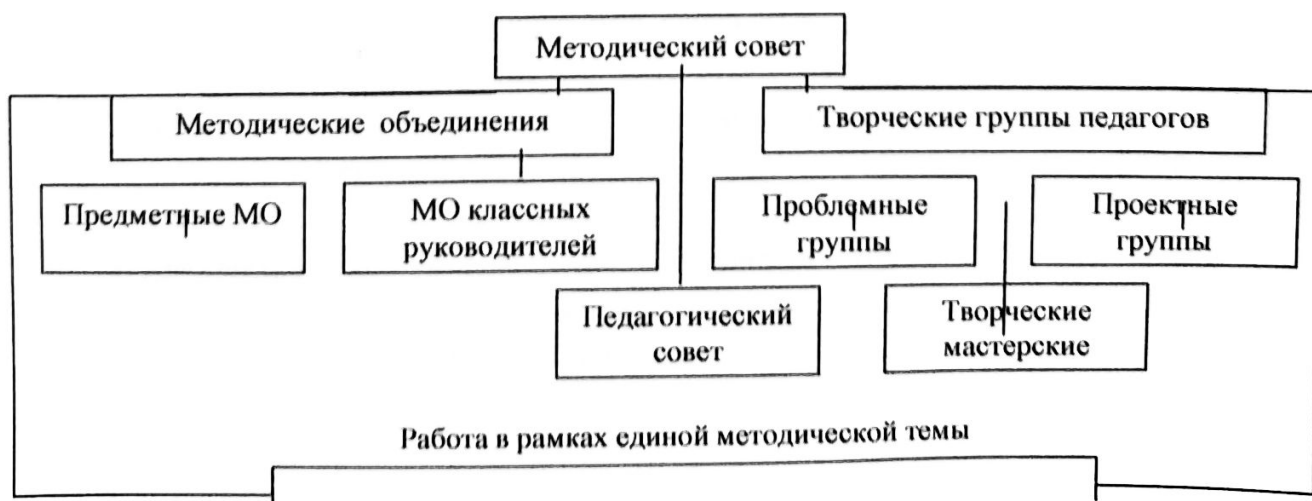 Методический совет
Методические объединения
Творческие группы педагогов
Предметные МО
МО классных
руководителей
Проблемные
группы
Проектные
группы
Педагогический
совет
Творческие
мастерские
Работа в рамках единой методической темы